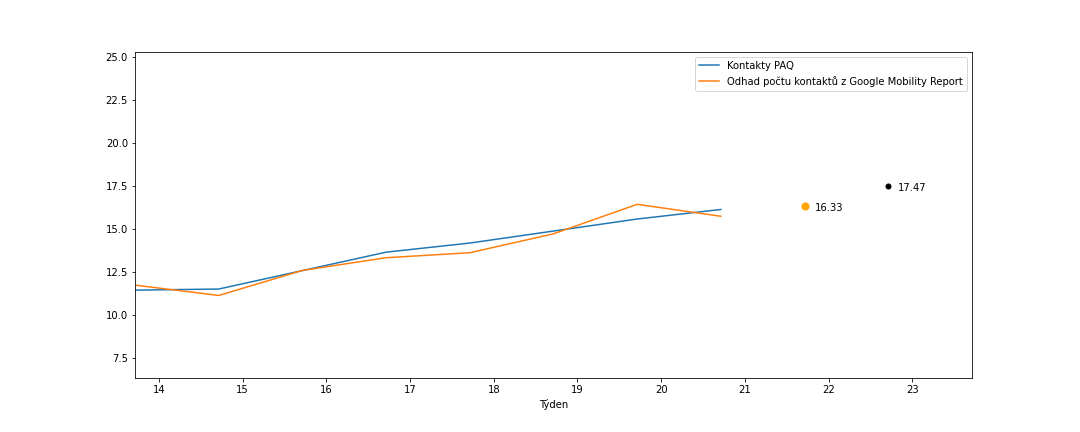 25.0
22.5
20.0
17.5
15.0
12.5
10.0
7.5
Kontakty PAQ
Odhad počtu kontaktů z Google Mobility Report
17.47
16.33
14 15 16 17 18 19 20 21 22 23
Týden